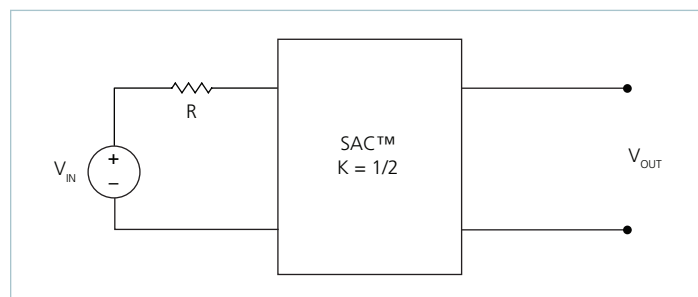 R
SAC™
K = 1/2
+
–
V_IN
V_OUT